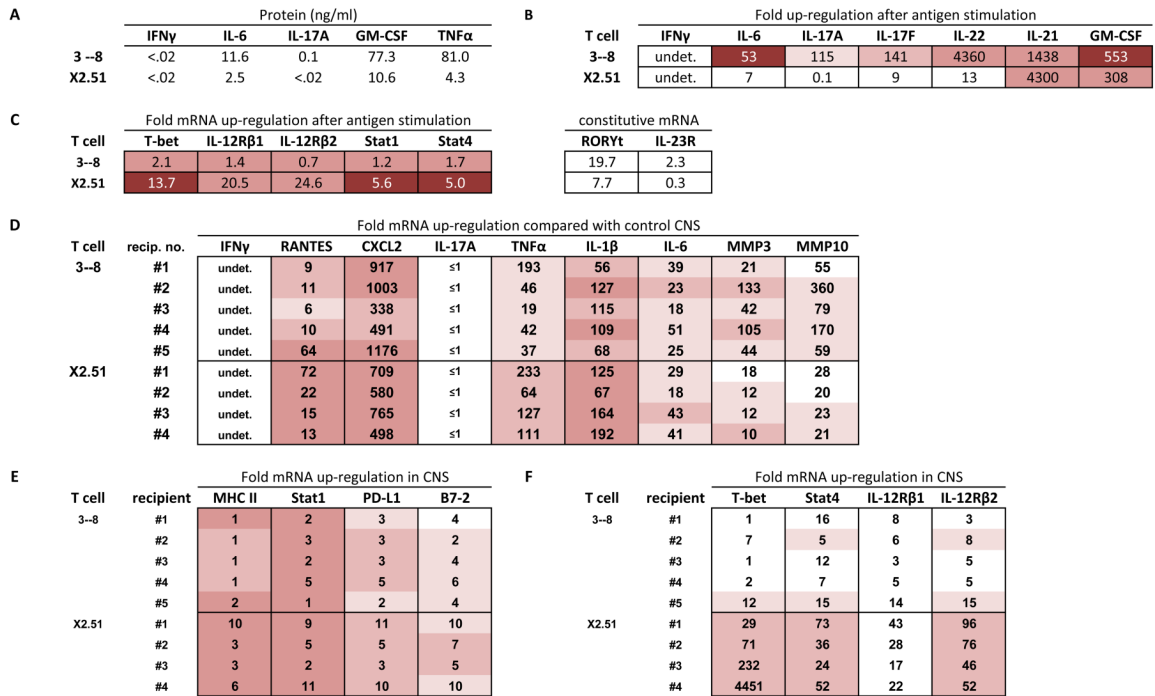 A Protein (ng/ml)
IFNγ IL-6 IL-17A GM-CSF TNFα
3 --8 <.02 11.6 0.1 77.3 81.0
X2.51 <.02 2.5 <.02 10.6 4.3
B Fold up-regulation after antigen stimulation
T cell IFNγ IL-6 IL-17A IL-17F IL-22 IL-21 GM-CSF
3 --8 undet. 53 115 141 4360 1438 553
X2.51 undet. 7 0.1 9 13 4300 308
C Fold mRNA up-regulation after antigen stimulation
T cell T-bet IL-12Rβ1 IL-12Rβ2 Stat1 Stat4
3--8 2.1 1.4 0.7 1.2 1.7
X2.51 13.7 20.5 24.6 5.6 5.0
constitutive mRNA
RORYt IL-23R
19.7 2.3
7.7 0.3
D Fold mRNA up-regulation compared with control CNS
T cell recip. no. IFNγ RANTES CXCL2 IL-17A TNFα IL-1β IL-6 MMP3 MMP10
3--8 #1 undet. 9 917 ≤1 193 56 39 21 55
#2 undet. 11 1003 ≤1 46 127 23 133 360
#3 undet. 6 338 ≤1 19 115 18 42 79
#4 undet. 10 491 ≤1 42 109 51 105 170
#5 undet. 64 1176 ≤1 37 68 25 44 59
X2.51 #1 undet. 72 709 ≤1 233 125 29 18 28
#2 undet. 22 580 ≤1 64 67 18 12 20
#3 undet. 15 765 ≤1 127 164 43 12 23
#4 undet. 13 498 ≤1 111 192 41 10 21
E Fold mRNA up-regulation in CNS
T cell recipient MHC II Stat1 PD-L1 B7-2
3--8 #1 1 2 3 4
#2 1 3 3 2
#3 1 2 3 4
#4 1 5 5 6
#5 2 1 2 4
X2.51 #1 10 9 11 10
#2 3 5 5 7
#3 3 2 3 5
#4 6 11 10 10
F Fold mRNA up-regulation in CNS
T cell recipient T-bet Stat4 IL-12Rβ1 IL-12Rβ2
3--8 #1 1 16 8 3
#2 7 5 6 8
#3 1 12 3 5
#4 2 7 5 5
#5 12 15 14 15
X2.51 #1 29 73 43 96
#2 71 36 28 76
#3 232 24 17 46
#4 4451 52 22 52